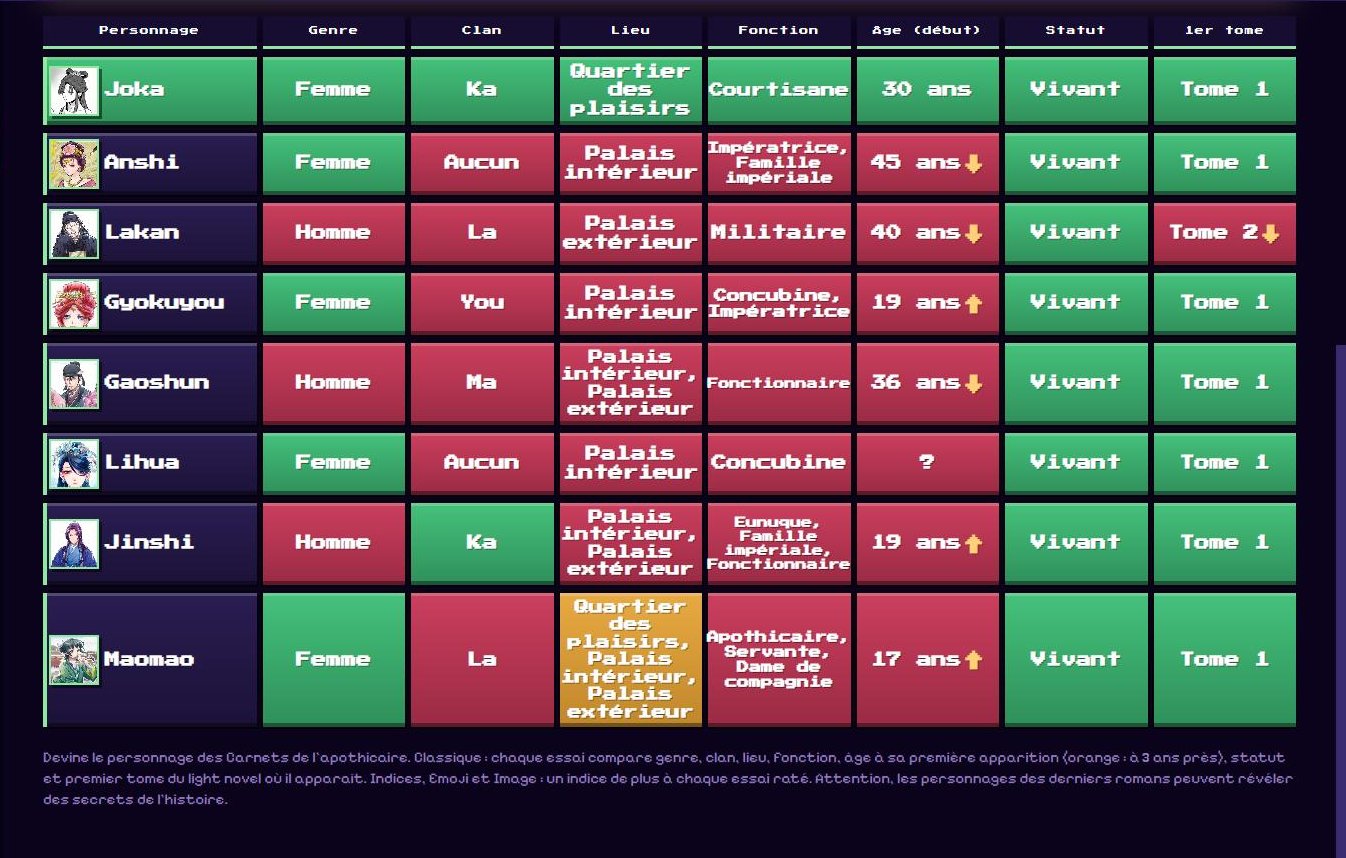 Personnage Genre Clan Lieu Fonction Age (début) Statut 1er tome
Joka Femme Ka Quartier des plaisirs Courtisane 30 ans Vivant Tome 1
Anshi Femme Aucun Palais intérieur Impératrice, Famille impériale 45 ans⬇ Vivant Tome 1
Lakan Homme La Palais extérieur Militaire 40 ans⬇ Vivant Tome 2⬇
Gyokuyou Femme You Palais intérieur Concubine, Impératrice 19 ans⬆ Vivant Tome 1
Gaoshun Homme Ma Palais intérieur, Palais extérieur Fonctionnaire 36 ans⬇ Vivant Tome 1
Lihua Femme Aucun Palais intérieur Concubine ? Vivant Tome 1
Jinshi Homme Ka Palais intérieur, Palais extérieur Eunuque, Famille impériale, Fonctionnaire 19 ans⬆ Vivant Tome 1
Maomao Femme La Quartier des plaisirs, Palais intérieur, Palais extérieur Apothicaire, Servante, Dame de compagnie 17 ans⬆ Vivant Tome 1
Devine le personnage des Carnets de l'apothicaire. Classique : chaque essai compare genre, clan, lieu, fonction, âge à sa première apparition (orange : à 3 ans près), statut
et premier tome du light novel où il apparait. Indices, Emoji et Image : un indice de plus à chaque essai raté. Attention, les personnages des derniers romans peuvent révéler
des secrets de l'histoire.